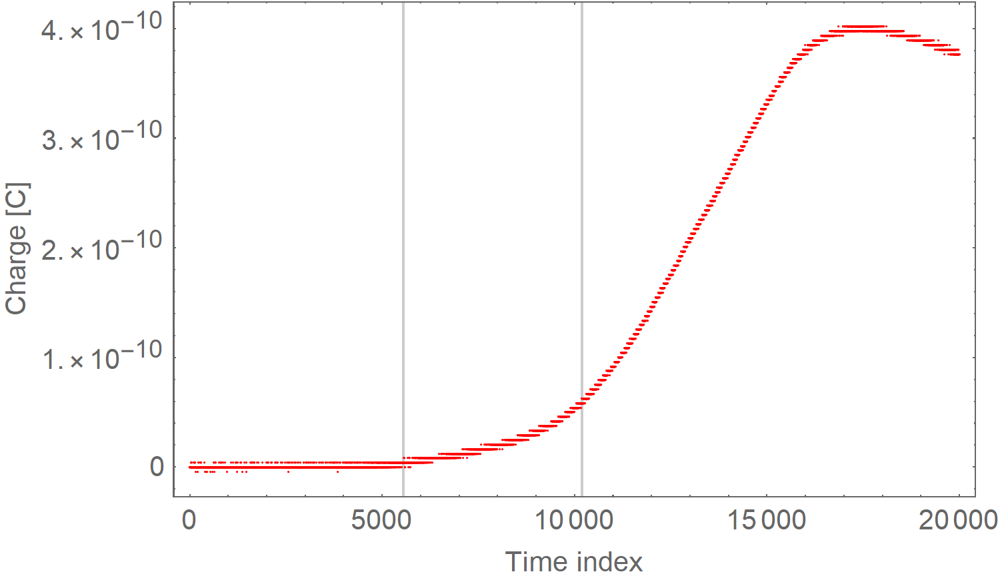 4. × 10⁻¹⁰
3. × 10⁻¹⁰
2. × 10⁻¹⁰
1. × 10⁻¹⁰
0
Charge [C]
0 5000 10 000 15 000 20 000
Time index